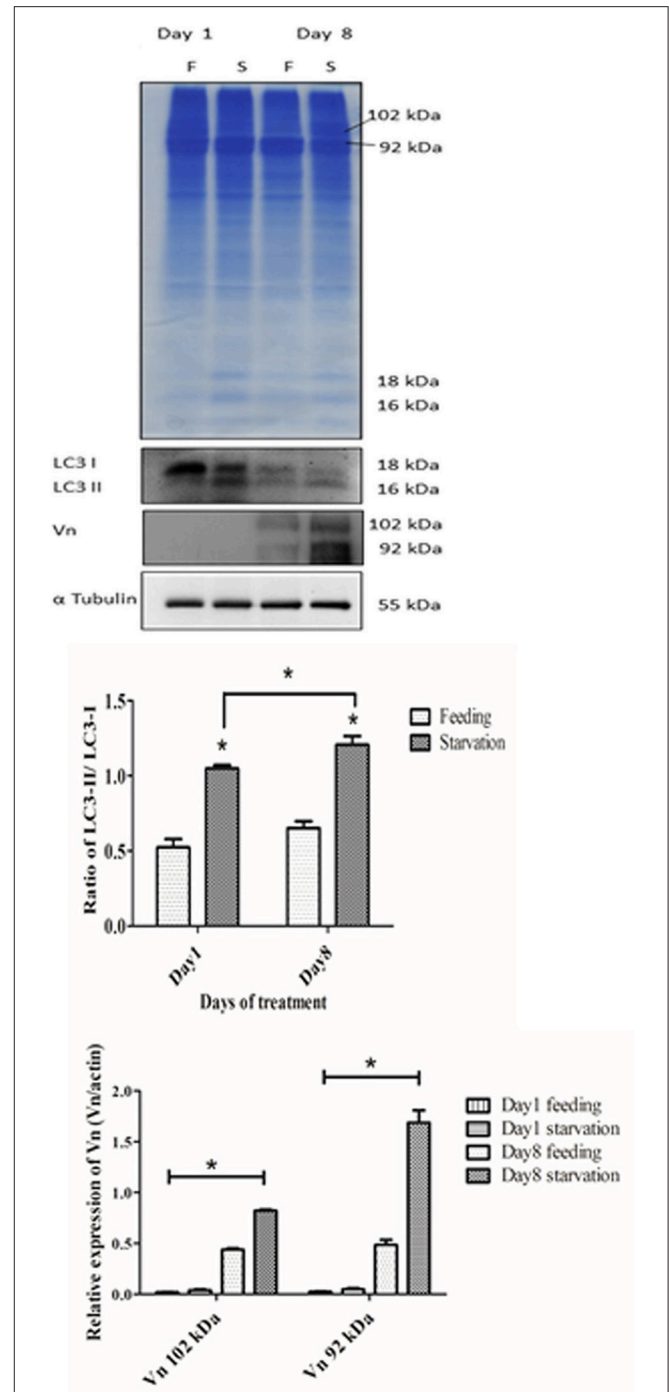 Day 1 Day 8
F S F S
102 kDa
92 kDa
18 kDa
16 kDa
LC3 I 18 kDa
LC3 II 16 kDa
Vn 102 kDa
92 kDa
α Tubulin 55 kDa
*
1.5
* *
Feeding
Starvation
1.0
0.5
0.0
Ratio of LC3-II/ LC3-I
Day1 Day8
Days of treatment
Relative expression of Vn (Vn/actin)
2.0
1.5
1.0
0.5
0.0
* *
Day1 feeding
Day1 starvation
Day8 feeding
Day8 starvation
Vn 102 kDa Vn 92 kDa